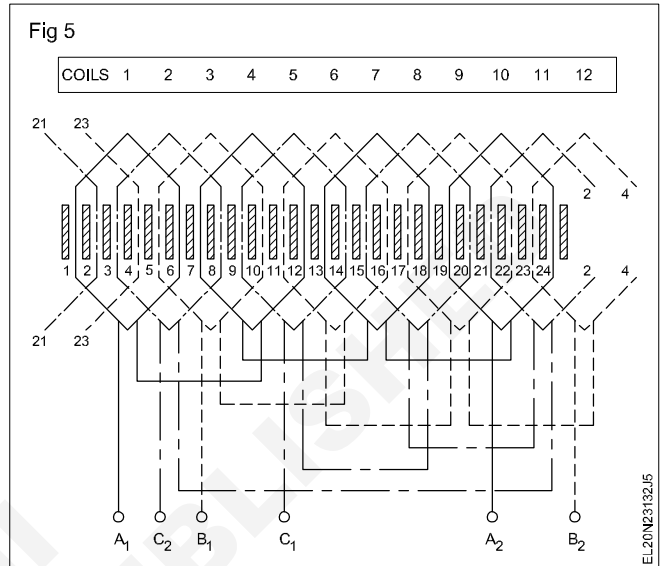 Fig 5
COILS 1 2 3 4 5 6 7 8 9 10 11 12
21 23
2 4
1 2 3 4 5 6 7 8 9 10 11 12 13 14 15 16 17 18 19 20 21 22 23 24
2 4
21 23
A1 C2 B1 C1 A2 B2
EL20N23132J5